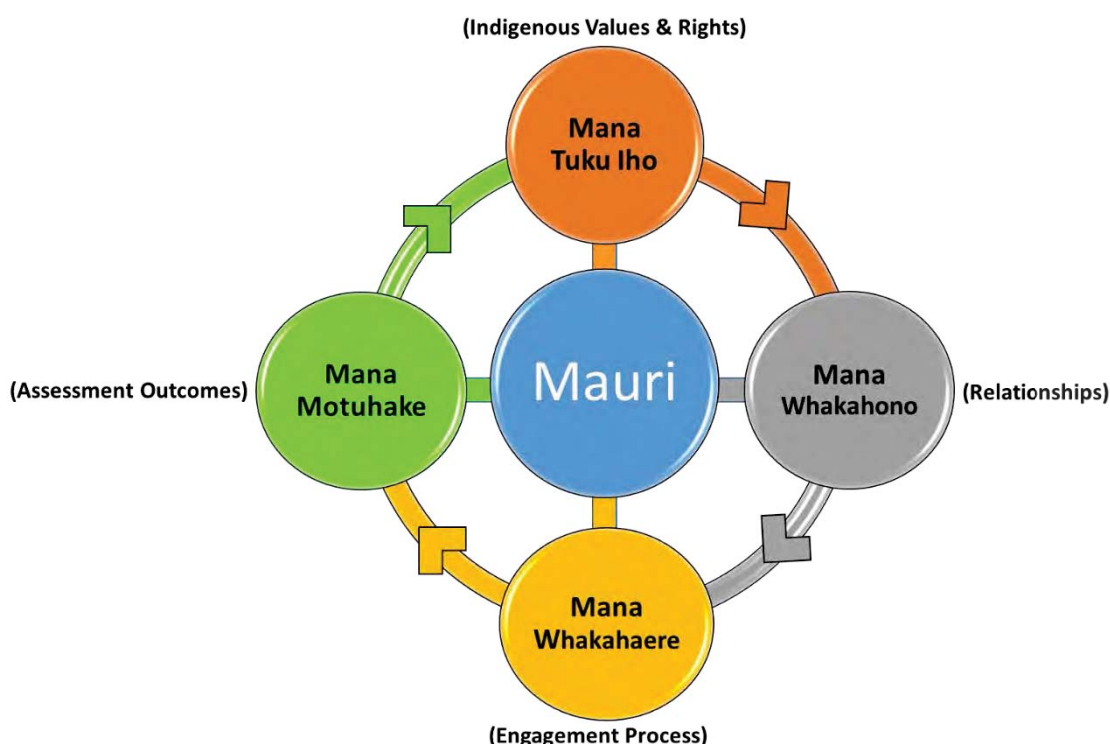 (Indigenous Values & Rights)
Mana
Tuku Iho
Mana
Motuhake
(Assessment Outcomes)
Mauri
Mana
Whakahono
(Relationships)
Mana
Whakahaere
(Engagement Process)